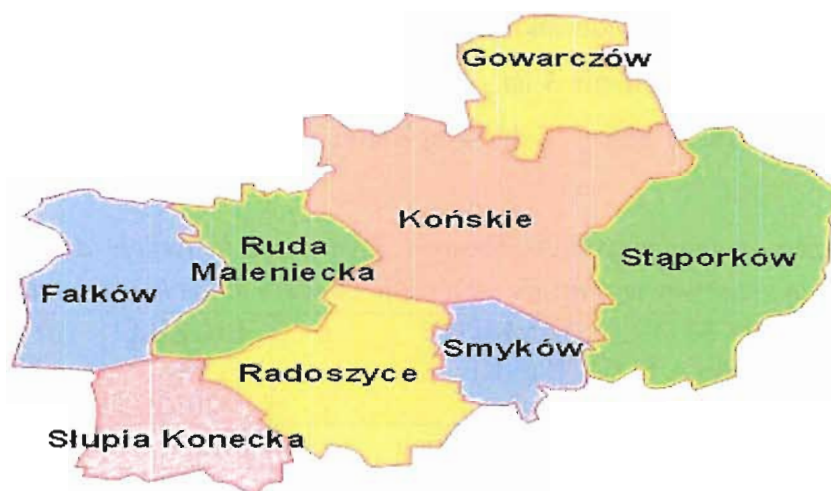 Gowarczów
Końskie
Ruda
Maleniecka
Stąporków
Fałków
Smyków
Radoszyce
Słupia Konecka